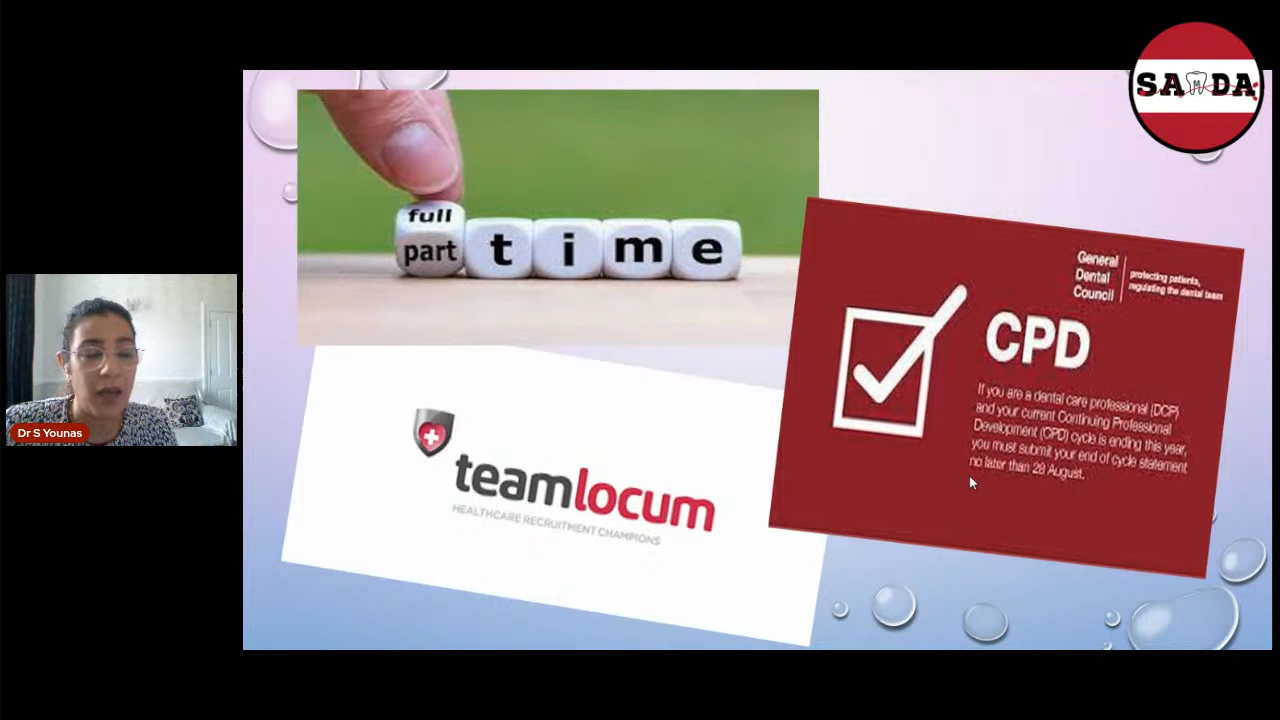 SAMDA
full
part time
General
Dental
Council
protecting patients,
regulating the dental team
CPD
If you are a dental care professional (DCP)
and your current Continuing Professional
Development (CPD) cycle is ending this year,
you must submit your end of cycle statement
no later than 28 August.
teamlocum
HEALTHCARE RECRUITMENT CHAMPIONS
Dr S Younas